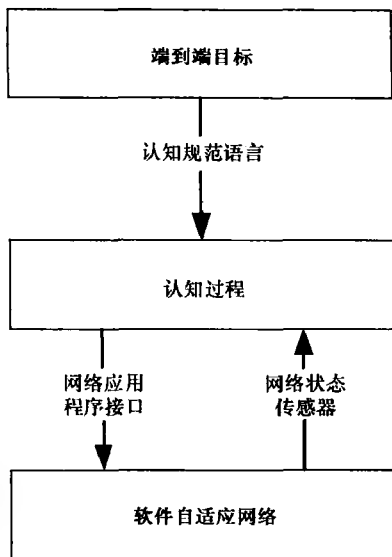 端到端目标
认知规范语言
认知过程
网络应用
程序接口
网络状态
传感器
软件自适应网络